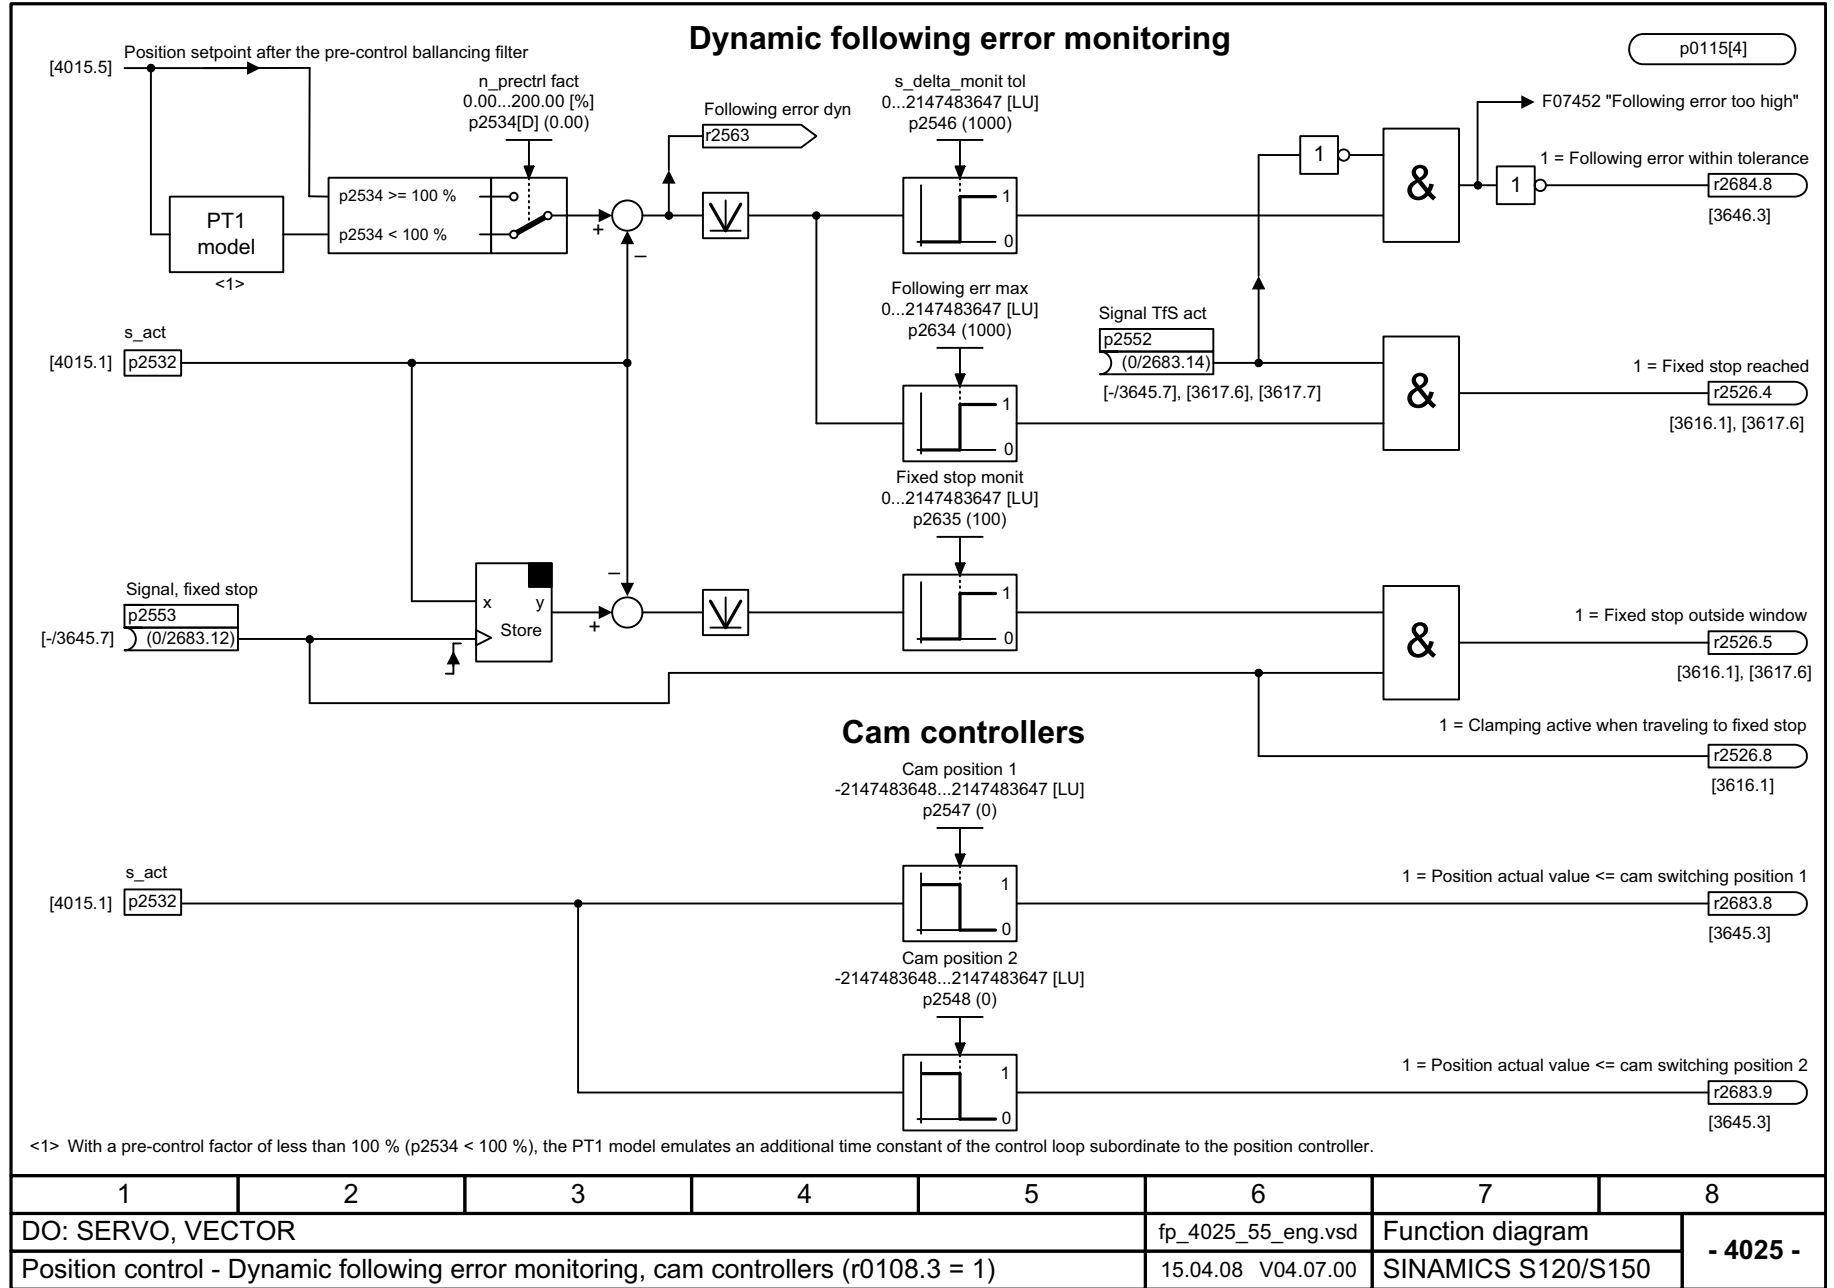 Dynamic following error monitoring
p0115[4]
Position setpoint after the pre-control ballancing filter
[4015.5]
n_prectrl fact
0.00...200.00 [%]
p2534[D] (0.00)
Following error dyn
r2563
s_delta_monit tol
0...2147483647 [LU]
p2546 (1000)
F07452 "Following error too high"
1 = Following error within tolerance
r2684.8
[3646.3]
1
1
&
PT1
model
<1>
p2534 >= 100 %
p2534 < 100 %
+
–
1
0
Following err max
0...2147483647 [LU]
p2634 (1000)
Signal TfS act
p2552
(0/2683.14)
[-/3645.7], [3617.6], [3617.7]
s_act
[4015.1]
p2532
1
0
&
1 = Fixed stop reached
r2526.4
[3616.1], [3617.6]
Fixed stop monit
0...2147483647 [LU]
p2635 (100)
Signal, fixed stop
p2553
[-/3645.7]
(0/2683.12)
x
y
Store
–
+
1
0
&
1 = Fixed stop outside window
r2526.5
[3616.1], [3617.6]
1 = Clamping active when traveling to fixed stop
r2526.8
[3616.1]
Cam controllers
Cam position 1
-2147483648...2147483647 [LU]
p2547 (0)
s_act
[4015.1]
p2532
1
0
1 = Position actual value <= cam switching position 1
r2683.8
[3645.3]
Cam position 2
-2147483648...2147483647 [LU]
p2548 (0)
1
0
1 = Position actual value <= cam switching position 2
r2683.9
[3645.3]
<1> With a pre-control factor of less than 100 % (p2534 < 100 %), the PT1 model emulates an additional time constant of the control loop subordinate to the position controller.
1 2 3 4 5 6 7 8
DO: SERVO, VECTOR
fp_4025_55_eng.vsd
Function diagram
- 4025 -
Position control - Dynamic following error monitoring, cam controllers (r0108.3 = 1)
15.04.08 V04.07.00
SINAMICS S120/S150